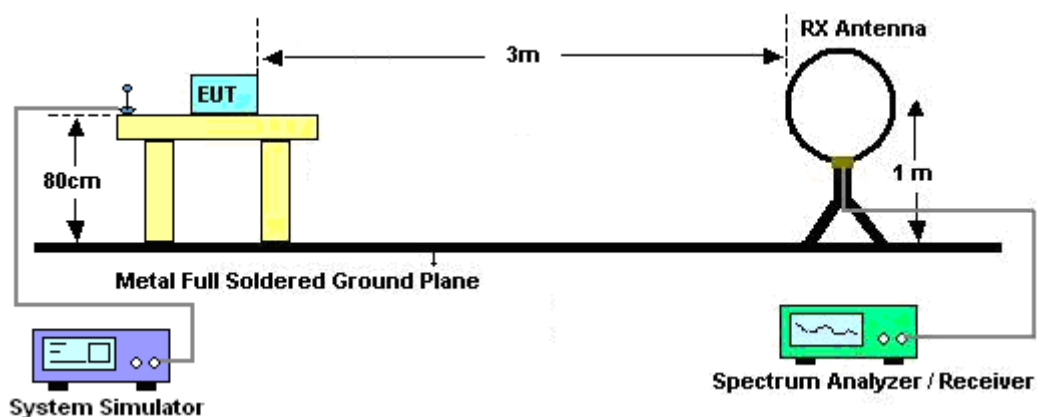 RX Antenna
3m
EUT
80cm
1 m
Metal Full Soldered Ground Plane
System Simulator
Spectrum Analyzer / Receiver